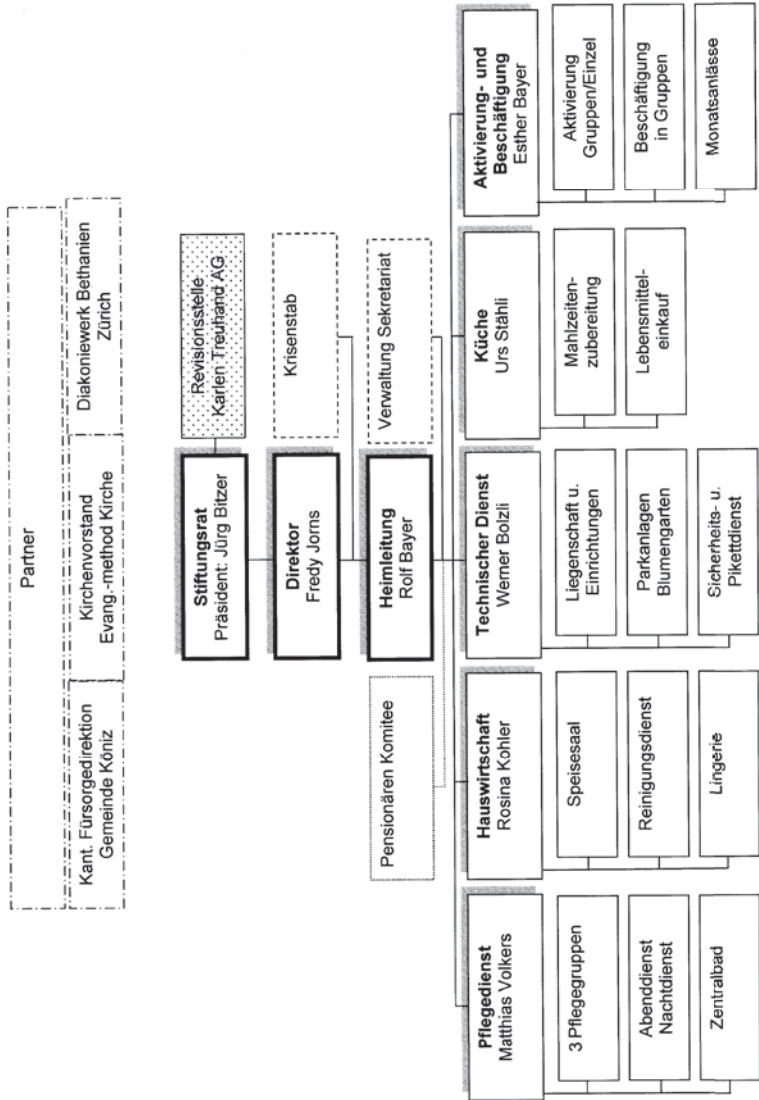 Partner
Kant. Fürsorgedirektion
Gemeinde Köniz
Kirchenvorstand
Evang.-method Kirche
Diakoniewerk Bethanien
Zürich
Stiftungsrat
Präsident: Jürg Bitzer
Revisionsstelle
Karlen Treuhand AG
Direktor
Fredy Jorns
Krisenstab
Pensionären Komitee
Heimleitung
Rolf Bayer
Verwaltung Sekretariat
Pflegedienst
Matthias Volkers
3 Pflegegruppen
Abenddienst
Nachtdienst
Zentralbad
Hauswirtschaft
Rosina Kohler
Speisesaal
Reinigungsdienst
Lingerie
Technischer Dienst
Werner Bolzli
Liegenschaft u.
Einrichtungen
Parkanlagen
Blumengarten
Sicherheits- u.
Pikettdienst
Küche
Urs Stähli
Mahlzeiten-
zubereitung
Lebensmittel-
einkauf
Aktivierung- und
Beschäftigung
Esther Bayer
Aktivierung
Gruppen/Einzel
Beschäftigung
in Gruppen
Monatsanlässe